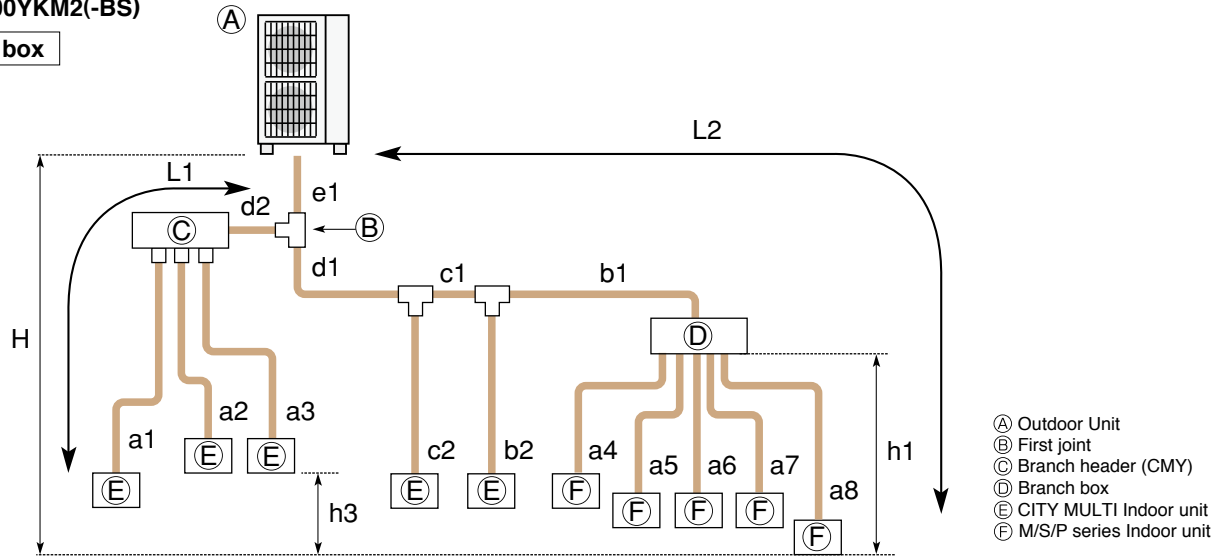 00YKM2(-BS)
box
Ⓐ
L2
L1
e1
d2
Ⓑ
Ⓒ
d1
c1
b1
H
Ⓓ
a1
a2
a3
c2
b2
a4
a5
a6
a7
a8
h1
Ⓔ
Ⓔ
Ⓔ
Ⓔ
Ⓔ
Ⓕ
Ⓕ
Ⓕ
Ⓕ
Ⓕ
h3
Ⓐ Outdoor Unit
Ⓑ First joint
Ⓒ Branch header (CMY)
Ⓓ Branch box
Ⓔ CITY MULTI Indoor unit
Ⓕ M/S/P series Indoor unit